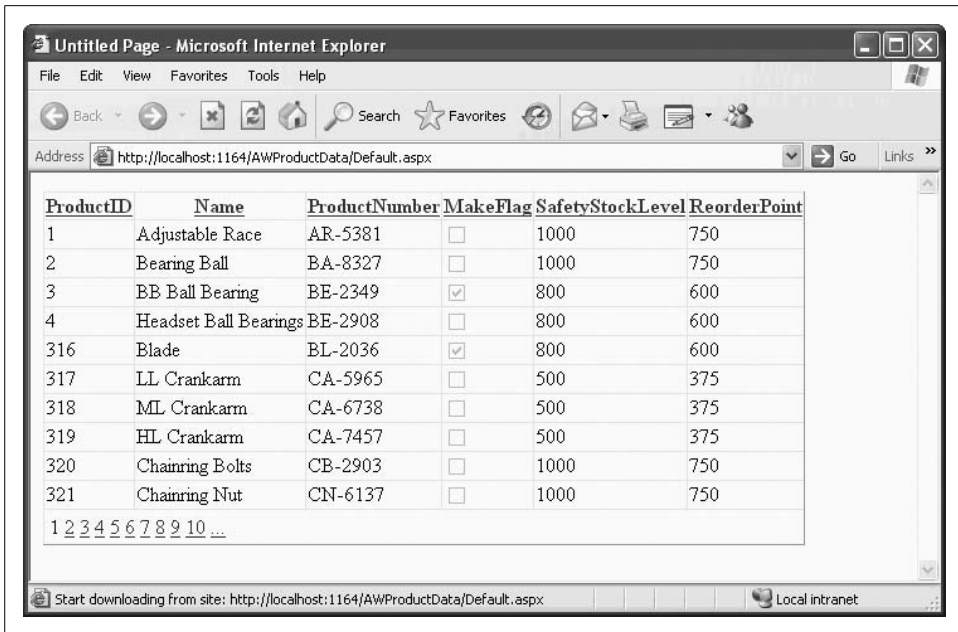 Untitled Page - Microsoft Internet Explorer
File Edit View Favorites Tools Help
Back Search Favorites
Address http://localhost:1164/AWProductData/Default.aspx Go Links »
ProductID Name ProductNumber MakeFlag SafetyStockLevel ReorderPoint
1 Adjustable Race AR-5381 1000 750
2 Bearing Ball BA-8327 1000 750
3 BB Ball Bearing BE-2349 800 600
4 Headset Ball Bearings BE-2908 800 600
316 Blade BL-2036 800 600
317 LL Crankarm CA-5965 500 375
318 ML Crankarm CA-6738 500 375
319 HL Crankarm CA-7457 500 375
320 Chainring Bolts CB-2903 1000 750
321 Chainring Nut CN-6137 1000 750
1 2 3 4 5 6 7 8 9 10 ...
Start downloading from site: http://localhost:1164/AWProductData/Default.aspx Local intranet